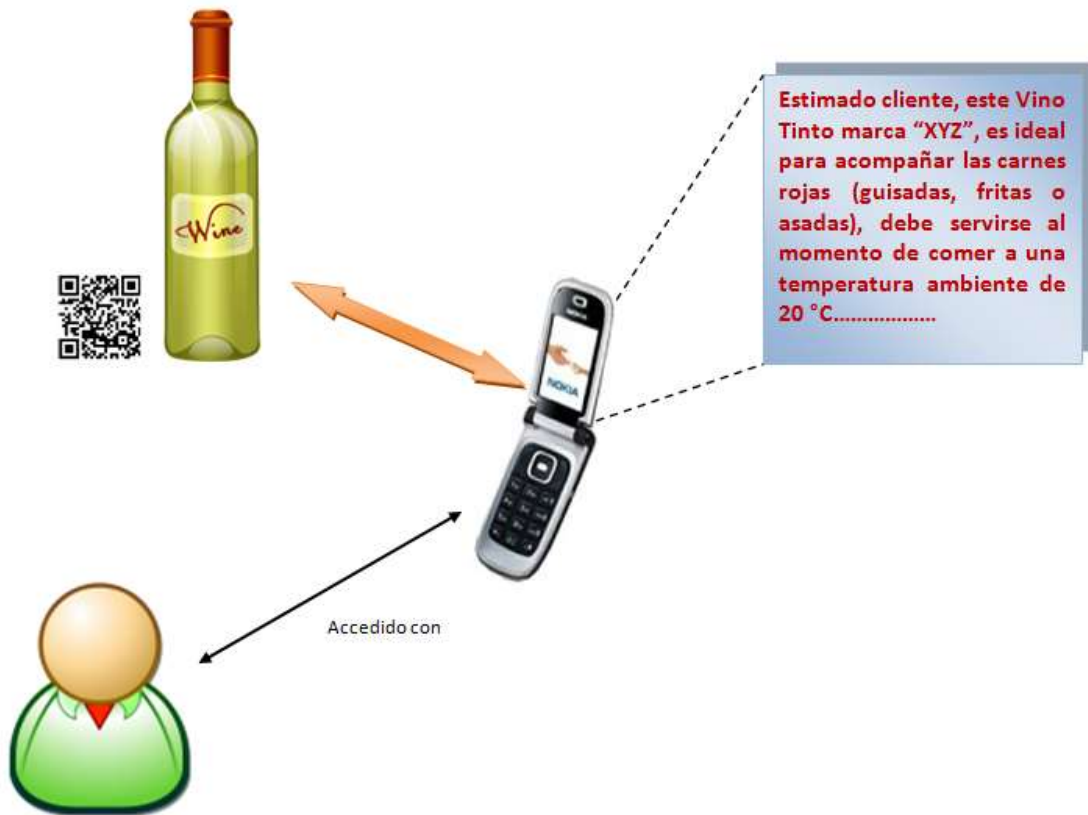 Estimado cliente, este Vino
Tinto marca “XYZ”, es ideal
para acompañar las carnes
rojas (guisadas, fritas o
asadas), debe servirse al
momento de comer a una
temperatura ambiente de
20 °C..................
Wine
NOKIA
NOKIA
Accedido con